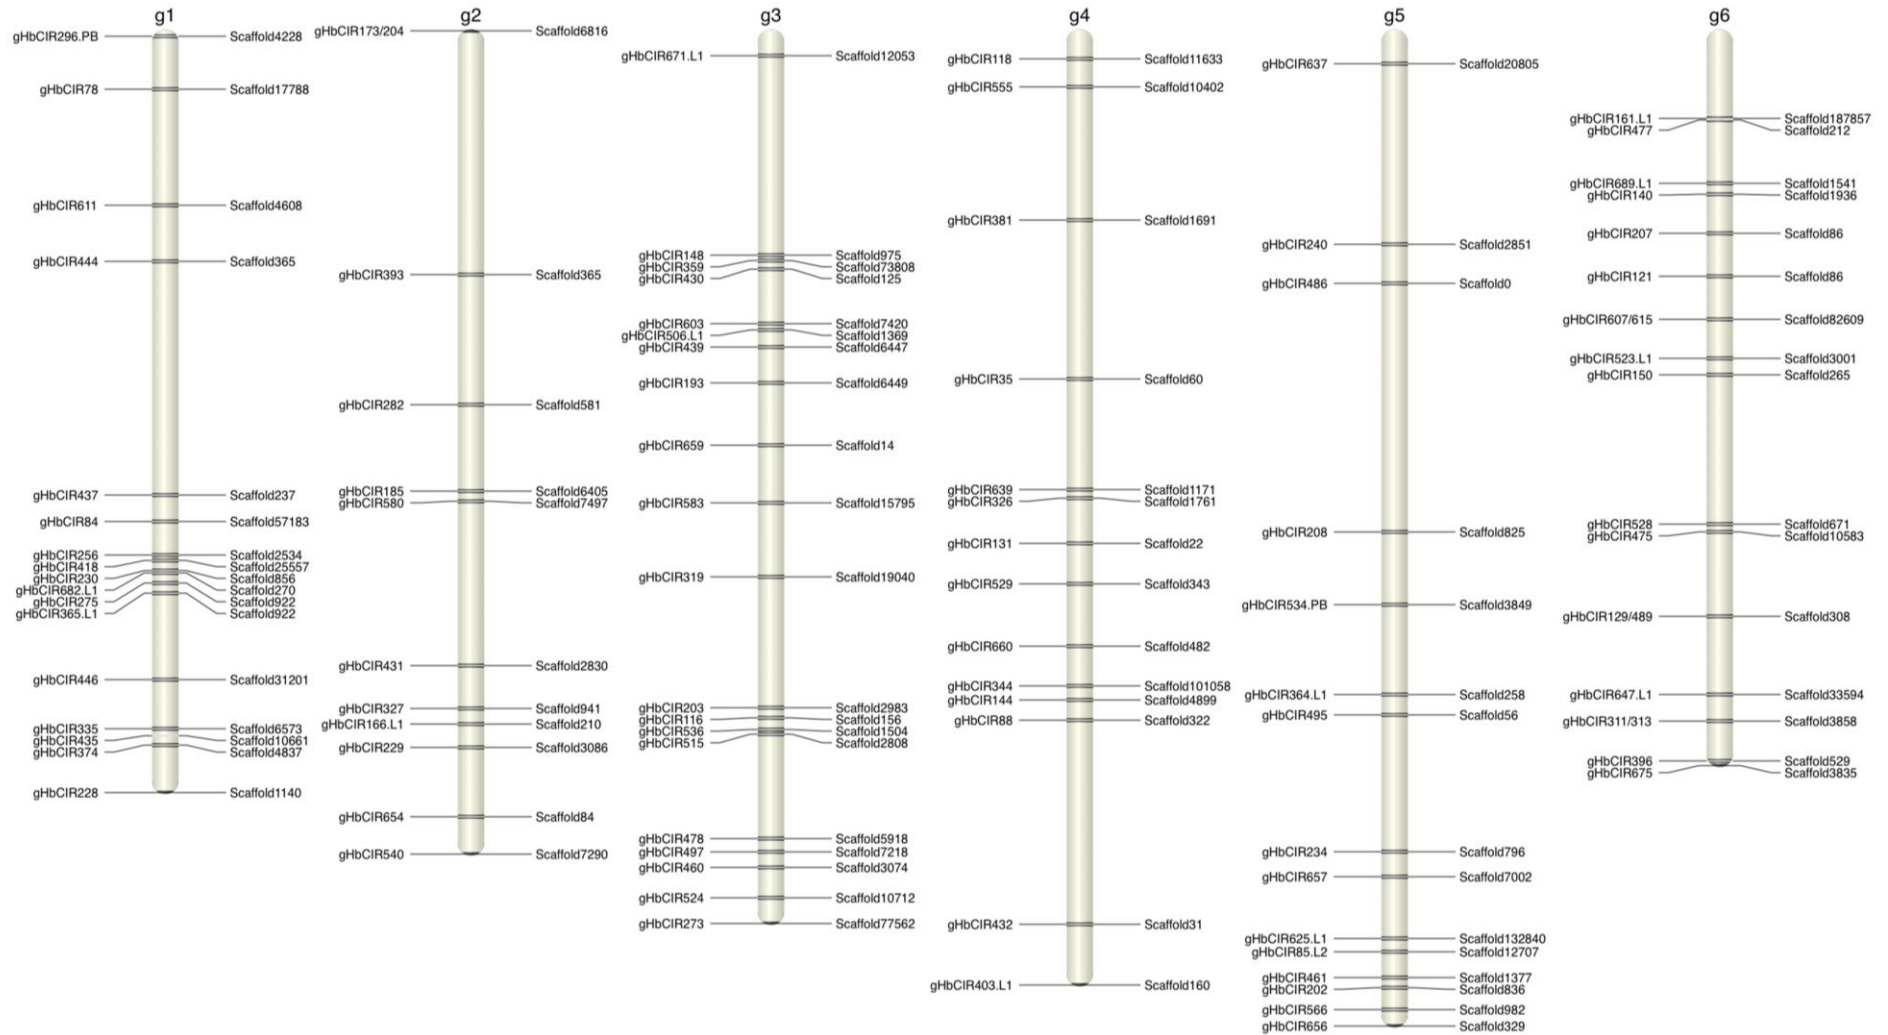 g1
gHbCIR296.PB Scaffold4228
gHbCIR78 Scaffold17788
gHbCIR611 Scaffold4608
gHbCIR444 Scaffold365
gHbCIR437 Scaffold237
gHbCIR84 Scaffold57183
gHbCIR256 Scaffold2534
gHbCIR418 Scaffold25557
gHbCIR230 Scaffold856
gHbCIR682.L1 Scaffold270
gHbCIR275 Scaffold922
gHbCIR365.L1 Scaffold922
gHbCIR446 Scaffold31201
gHbCIR335 Scaffold6573
gHbCIR435 Scaffold10661
gHbCIR374 Scaffold4837
gHbCIR228 Scaffold1140
g2
gHbCIR173/204 Scaffold6816
gHbCIR393 Scaffold365
gHbCIR282 Scaffold581
gHbCIR185 Scaffold6405
gHbCIR580 Scaffold7497
gHbCIR431 Scaffold2830
gHbCIR327 Scaffold941
gHbCIR166.L1 Scaffold210
gHbCIR229 Scaffold3086
gHbCIR654 Scaffold84
gHbCIR540 Scaffold7290
g3
gHbCIR671.L1 Scaffold12053
gHbCIR148 Scaffold975
gHbCIR359 Scaffold73808
gHbCIR430 Scaffold125
gHbCIR603 Scaffold7420
gHbCIR506.L1 Scaffold1369
gHbCIR439 Scaffold6447
gHbCIR193 Scaffold6449
gHbCIR659 Scaffold14
gHbCIR583 Scaffold15795
gHbCIR319 Scaffold19040
gHbCIR203 Scaffold2983
gHbCIR116 Scaffold156
gHbCIR536 Scaffold1504
gHbCIR515 Scaffold2808
gHbCIR478 Scaffold5918
gHbCIR497 Scaffold7218
gHbCIR460 Scaffold3074
gHbCIR524 Scaffold10712
gHbCIR273 Scaffold77562
g4
gHbCIR118 Scaffold11633
gHbCIR555 Scaffold10402
gHbCIR381 Scaffold1691
gHbCIR35 Scaffold60
gHbCIR639 Scaffold1171
gHbCIR326 Scaffold1761
gHbCIR131 Scaffold22
gHbCIR529 Scaffold343
gHbCIR660 Scaffold482
gHbCIR344 Scaffold101058
gHbCIR144 Scaffold4899
gHbCIR88 Scaffold322
gHbCIR432 Scaffold31
gHbCIR403.L1 Scaffold160
g5
gHbCIR637 Scaffold20805
gHbCIR240 Scaffold2851
gHbCIR486 Scaffold0
gHbCIR208 Scaffold825
gHbCIR534.PB Scaffold3849
gHbCIR364.L1 Scaffold258
gHbCIR495 Scaffold56
gHbCIR234 Scaffold796
gHbCIR657 Scaffold7002
gHbCIR625.L1 Scaffold132840
gHbCIR85.L2 Scaffold12707
gHbCIR461 Scaffold1377
gHbCIR202 Scaffold836
gHbCIR566 Scaffold982
gHbCIR656 Scaffold329
g6
gHbCIR161.L1 Scaffold187857
gHbCIR477 Scaffold212
gHbCIR689.L1 Scaffold1541
gHbCIR140 Scaffold1936
gHbCIR207 Scaffold86
gHbCIR121 Scaffold86
gHbCIR607/615 Scaffold82609
gHbCIR523.L1 Scaffold3001
gHbCIR150 Scaffold265
gHbCIR528 Scaffold671
gHbCIR475 Scaffold10583
gHbCIR129/489 Scaffold308
gHbCIR647.L1 Scaffold33594
gHbCIR311/313 Scaffold3858
gHbCIR396 Scaffold529
gHbCIR675 Scaffold3835